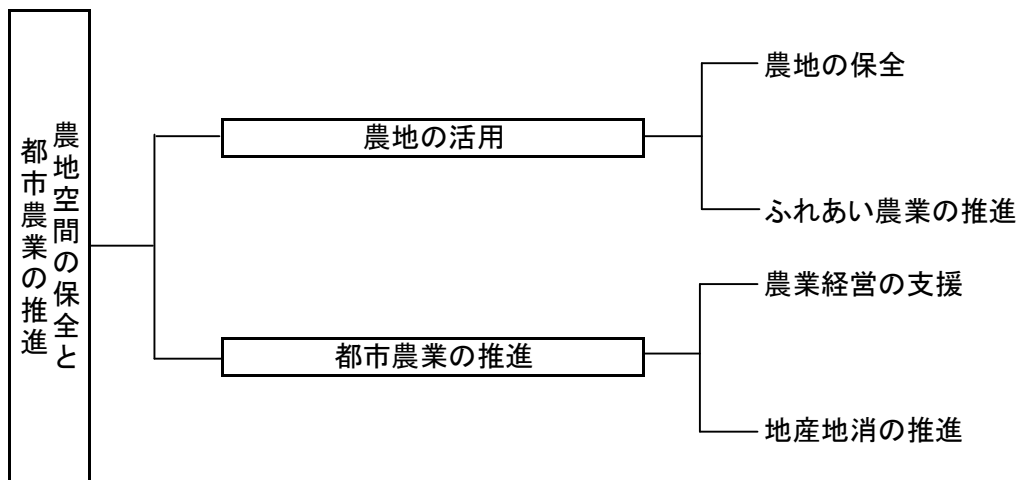 農地空間の保全と
都市農業の推進
農地の活用
農地の保全
ふれあい農業の推進
都市農業の推進
農業経営の支援
地産地消の推進